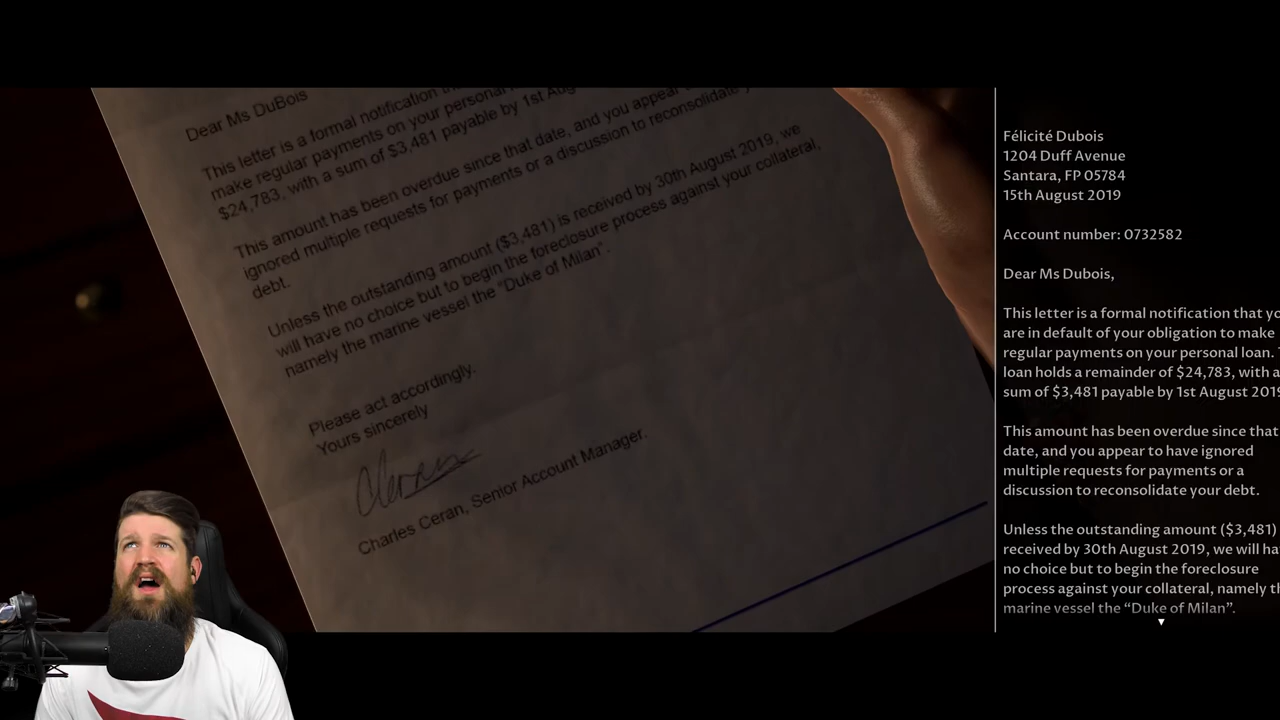 Dear Ms DuBois
This letter is a formal notification
make regular payments on your personal
$24,783, with a sum of $3,481 payable by 1st Aug
This amount has been overdue since that date, and you appear
ignored multiple requests for payments or a discussion to reconsolidate
debt.
Unless the outstanding amount ($3,481) is received by 30th August 2019, we
will have no choice but to begin the foreclosure process against your collateral,
namely the marine vessel the "Duke of Milan".
Please act accordingly.
Yours sincerely
Charles Ceran, Senior Account Manager.
Félicité Dubois
1204 Duff Avenue
Santara, FP 05784
15th August 2019
Account number: 0732582
Dear Ms Dubois,
This letter is a formal notification that yo
are in default of your obligation to make
regular payments on your personal loan.
loan holds a remainder of $24,783, with a
sum of $3,481 payable by 1st August 2019
This amount has been overdue since that
date, and you appear to have ignored
multiple requests for payments or a
discussion to reconsolidate your debt.
Unless the outstanding amount ($3,481)
received by 30th August 2019, we will ha
no choice but to begin the foreclosure
process against your collateral, namely th
marine vessel the “Duke of Milan”.